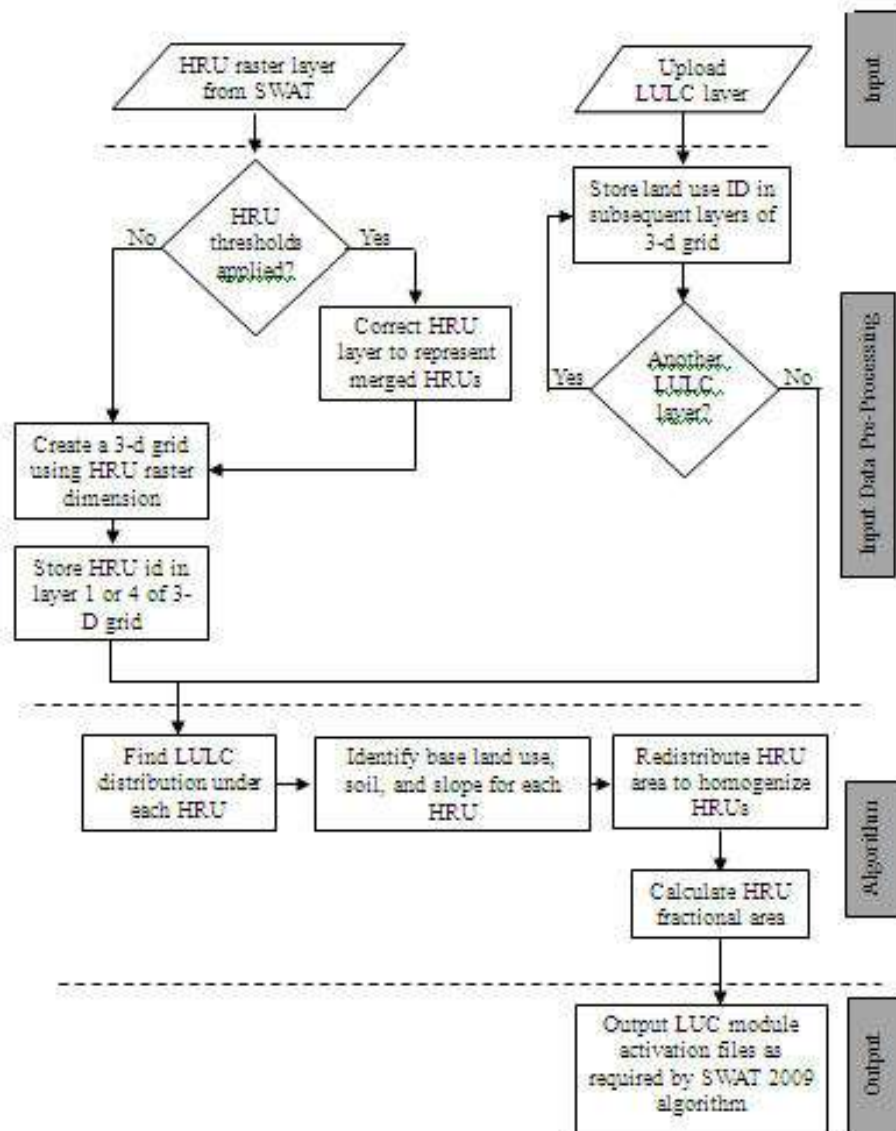 HRU raster layer
from SWAT
Upload
LULC layer
Input
HRU
thresholds
applied?
No
Yes
Store land use ID in
subsequent layers of
3-d grid
Correct HRU
layer to represent
merged HRUs
Another
LULC
layer?
Yes
No
Input Data Pre-Processing
Create a 3-d grid
using HRU raster
dimension
Store HRU id in
layer 1 or 4 of 3-
D grid
Find LULC
distribution under
each HRU
Identify base land use,
soil, and slope for each
HRU
Redistribute HRU
area to homogenize
HRUs
Algorithm
Calculate HRU
fractional area
Output LUC module
activation files as
required by SWAT 2009
algorithm
Output